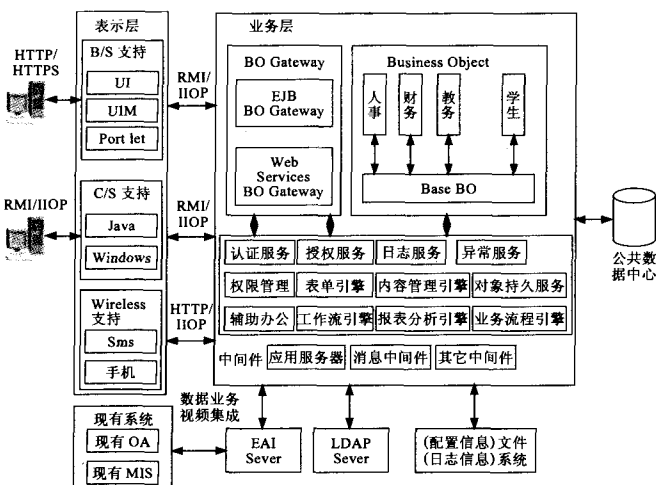 表示层
业务层
HTTP/
HTTPS
B/S 支持
UI
UIM
Port let
RMI/
IIOP
BO Gateway
EJB
BO Gateway
Web
Services
BO Gateway
Business Object
人事
财务
教务
学生
Base BO
RMI/IIOP
C/S 支持
Java
Windows
RMI/
IIOP
公共数
据中心
认证服务
授权服务
日志服务
异常服务
权限管理
表单引擎
内容管理引擎
对象持久服务
辅助办公
工作流引擎
报表分析引擎
业务流程引擎
Wireless
支持
Sms
手机
HTTP/
IIOP
中间件
应用服务器
消息中间件
其它中间件
数据业务
视频集成
现有系统
现有 OA
现有 MIS
EAI
Sever
LDAP
Sever
(配置信息)文件
(日志信息)系统